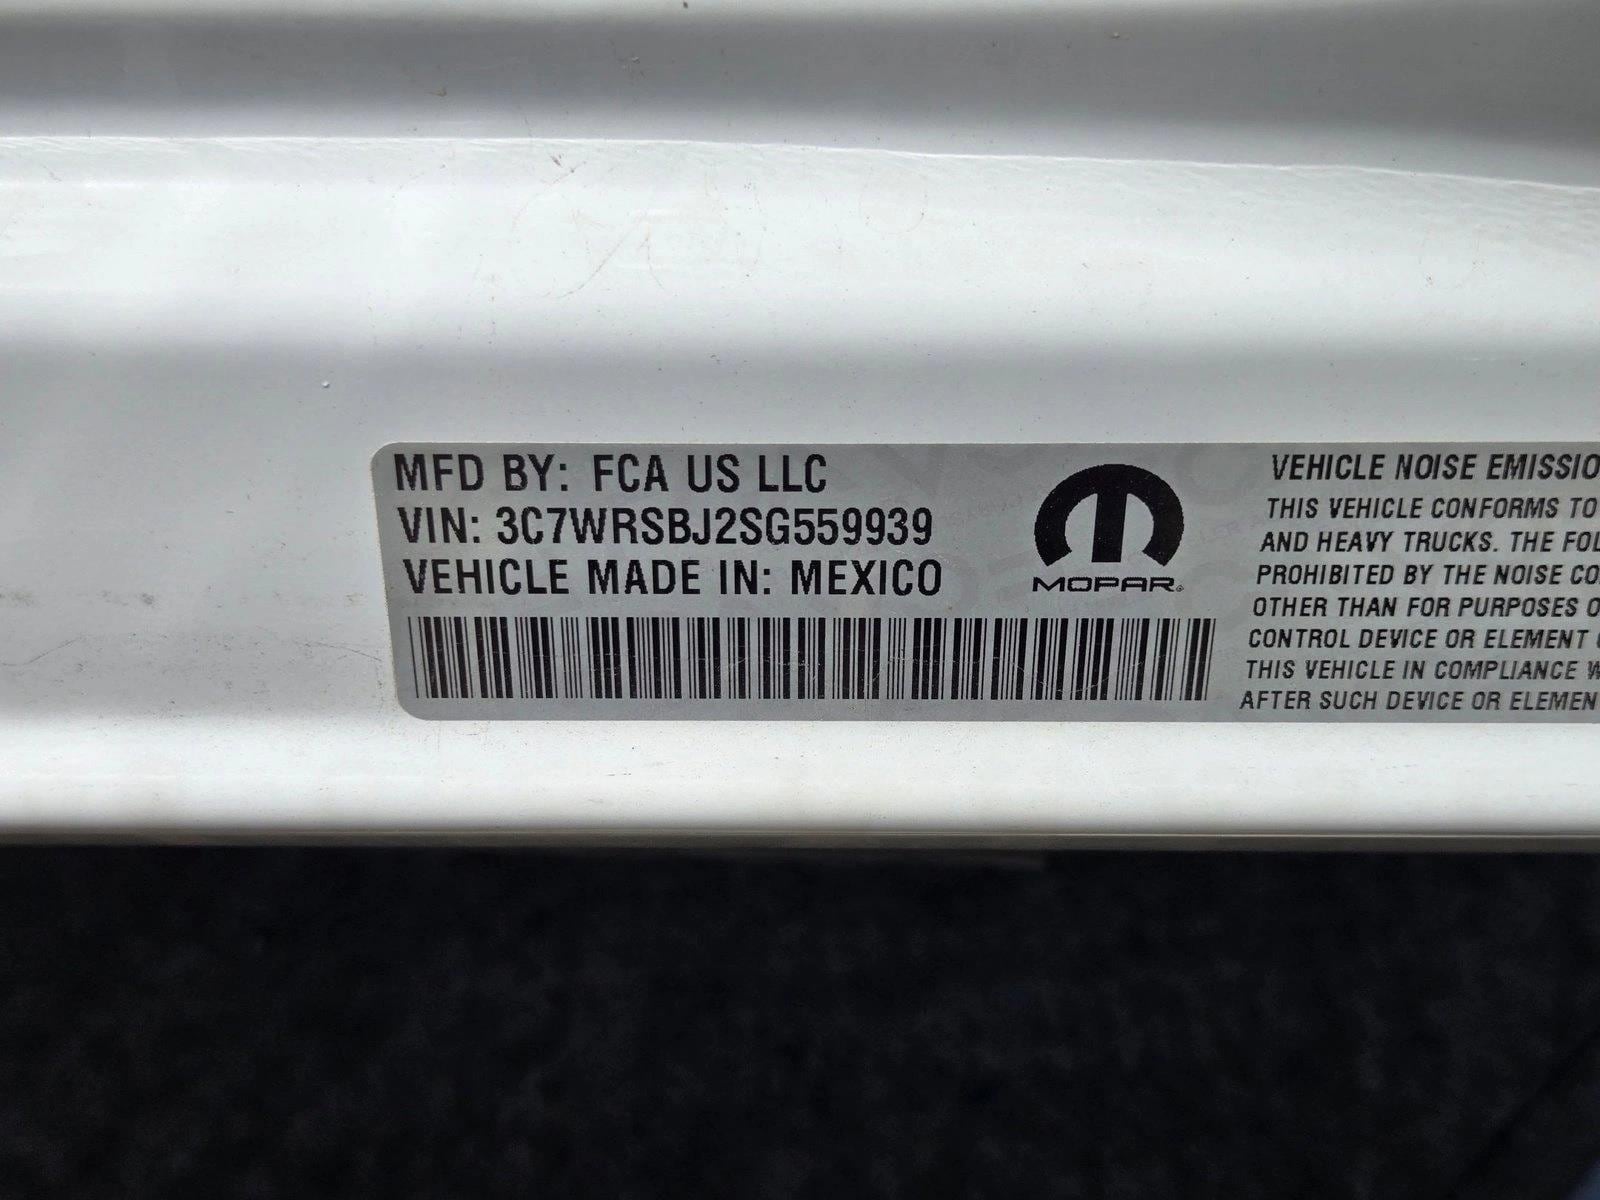 MFD BY: FCA US LLC
VIN: 3C7WRSBJ2SG559939
VEHICLE MADE IN: MEXICO
MOPAR®
VEHICLE NOISE EMISSIO
THIS VEHICLE CONFORMS TO
AND HEAVY TRUCKS. THE FOL
PROHIBITED BY THE NOISE CO
OTHER THAN FOR PURPOSES O
CONTROL DEVICE OR ELEMENT
THIS VEHICLE IN COMPLIANCE W
AFTER SUCH DEVICE OR ELEMEN